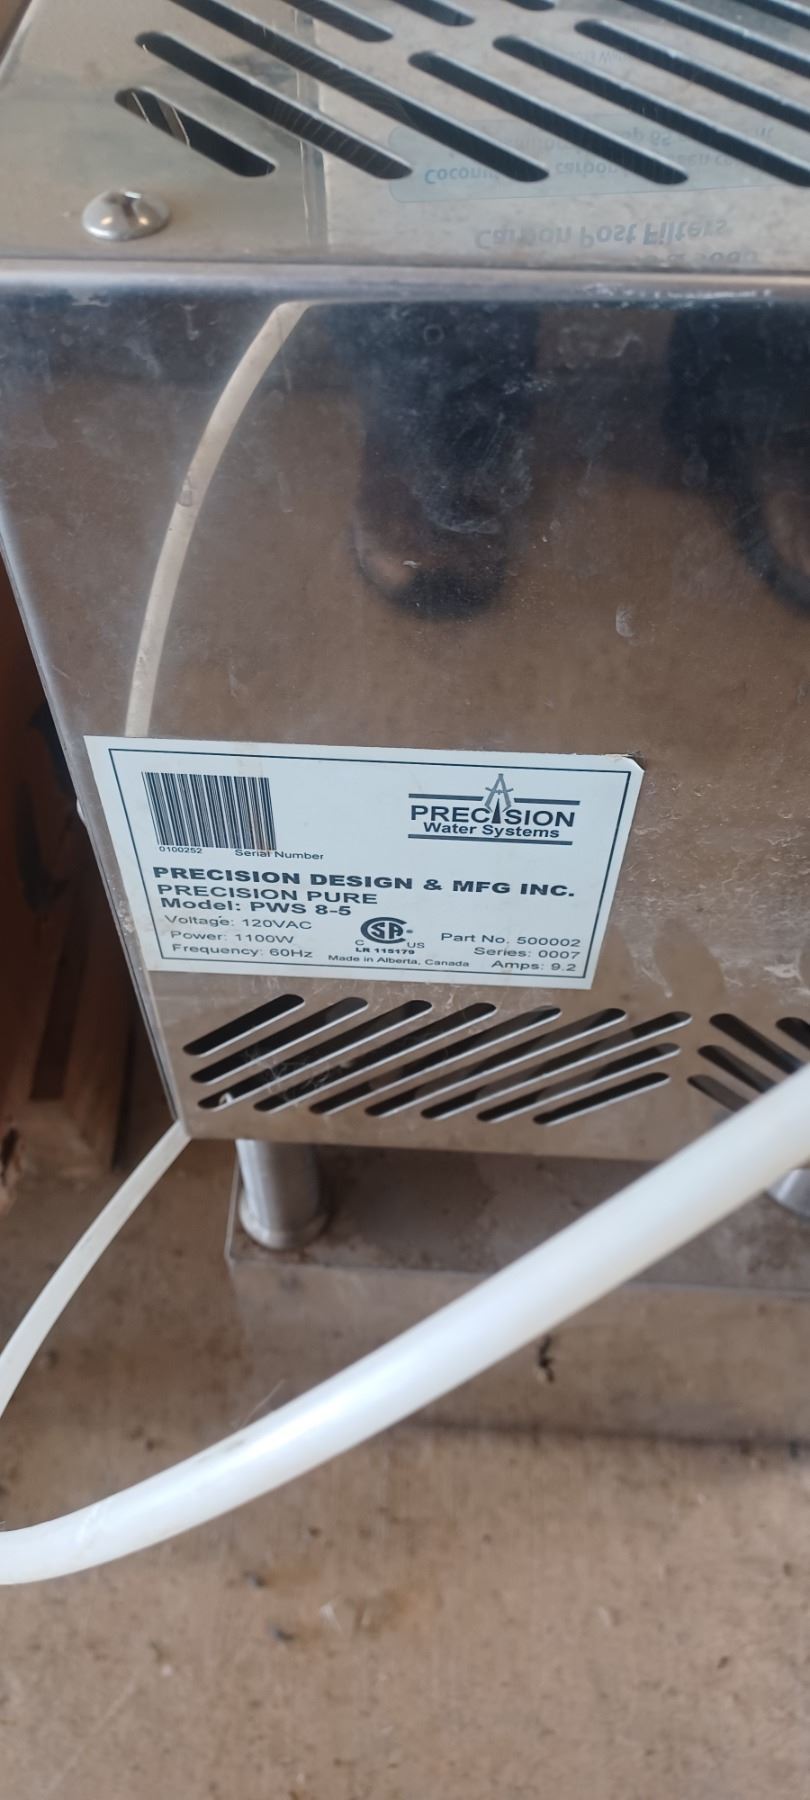 Carbon Post Filters
0100252
Serial Number
PRECISION
Water Systems
PRECISION DESIGN & MFG INC.
PRECISION PURE
Model: PWS 8-5
Voltage: 120VAC
Power: 1100W
Frequency: 60Hz
SA
C US
LR 115179
Made in Alberta, Canada
Part No. 500002
Series: 0007
Amps: 9.2